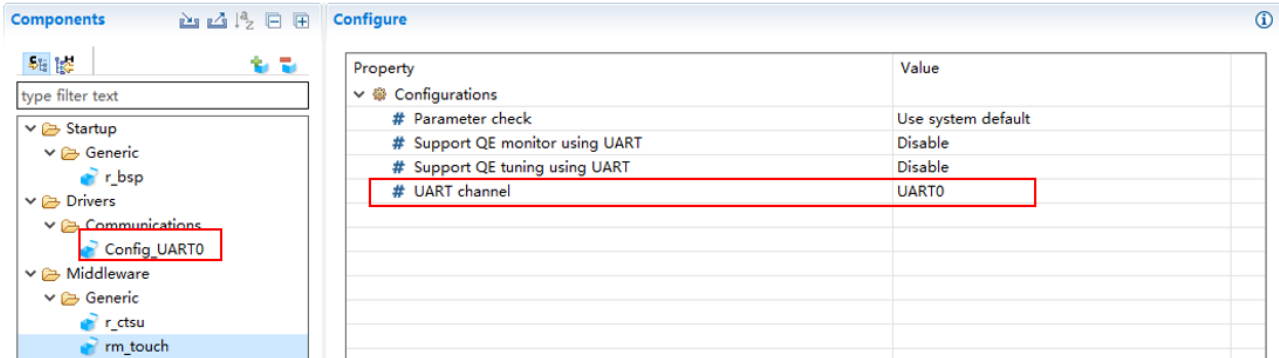 Components
type filter text
Startup
Generic
r_bsp
Drivers
Communications
Config_UART0
Middleware
Generic
r_ctsu
rm_touch
Configure
Property Value
Configurations
# Parameter check Use system default
# Support QE monitor using UART Disable
# Support QE tuning using UART Disable
# UART channel UART0